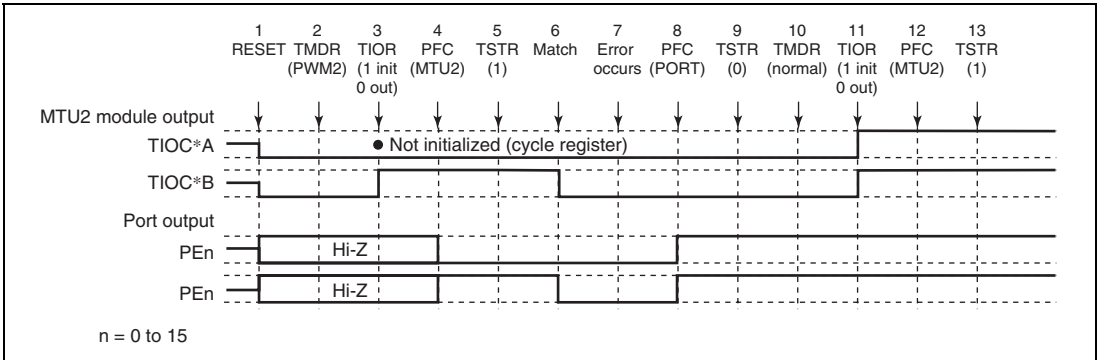 1 2 3 4 5 6 7 8 9 10 11 12 13
RESET TMDR TIOR PFC TSTR Match Error PFC TSTR TMDR TIOR PFC TSTR
(PWM2) (1 init (MTU2) (1) occurs (PORT) (0) (normal) (1 init (MTU2) (1)
0 out) 0 out)
MTU2 module output
TIOC*A ● Not initialized (cycle register)
TIOC*B
Port output
PEn Hi-Z
PEn Hi-Z
n = 0 to 15